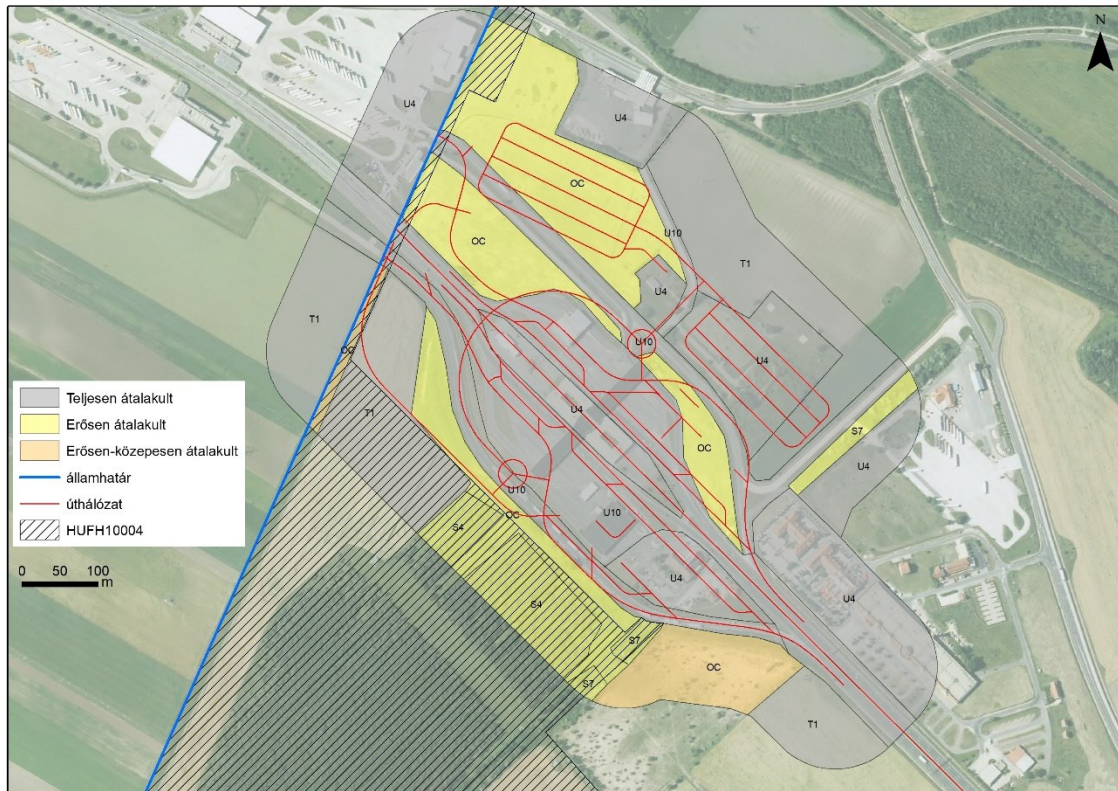 N
U4
U4
OC
OC
U10
T1
U4
T1
OC
U10
U4
U4
T1
OC
S7
U4
U10
OC
U10
S4
U4
S4
U4
S7
OC
S7
T1
Teljesen átalakult
Erősen átalakult
Erősen-közepesen átalakult
államhatár
úthálózat
HUFH10004
0 50 100
m